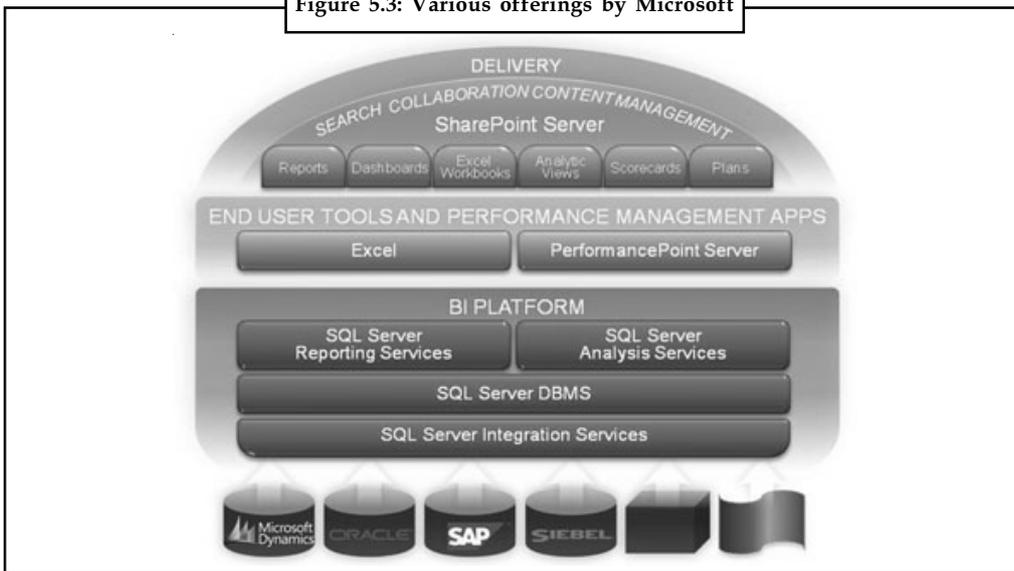 Figure 5.3: Various offerings by Microsoft
DELIVERY
SEARCH COLLABORATION CONTENT MANAGEMENT
SharePoint Server
Reports
Dashboards
Excel
Workbooks
Analytic
Views
Scorecards
Plans
END USER TOOLS AND PERFORMANCE MANAGEMENT APPS
Excel
PerformancePoint Server
BI PLATFORM
SQL Server
Reporting Services
SQL Server
Analysis Services
SQL Server DBMS
SQL Server Integration Services
Microsoft
Dynamics
ORACLE
SAP
SIEBEL